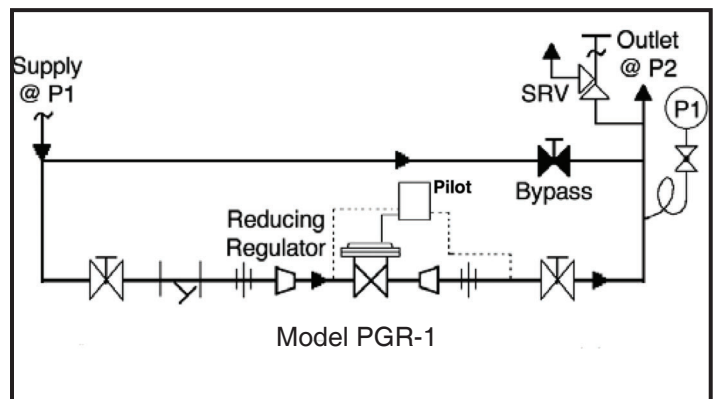 Supply
@ P1
Outlet
@ P2
SRV
P1
Bypass
Pilot
Reducing
Regulator
Model PGR-1